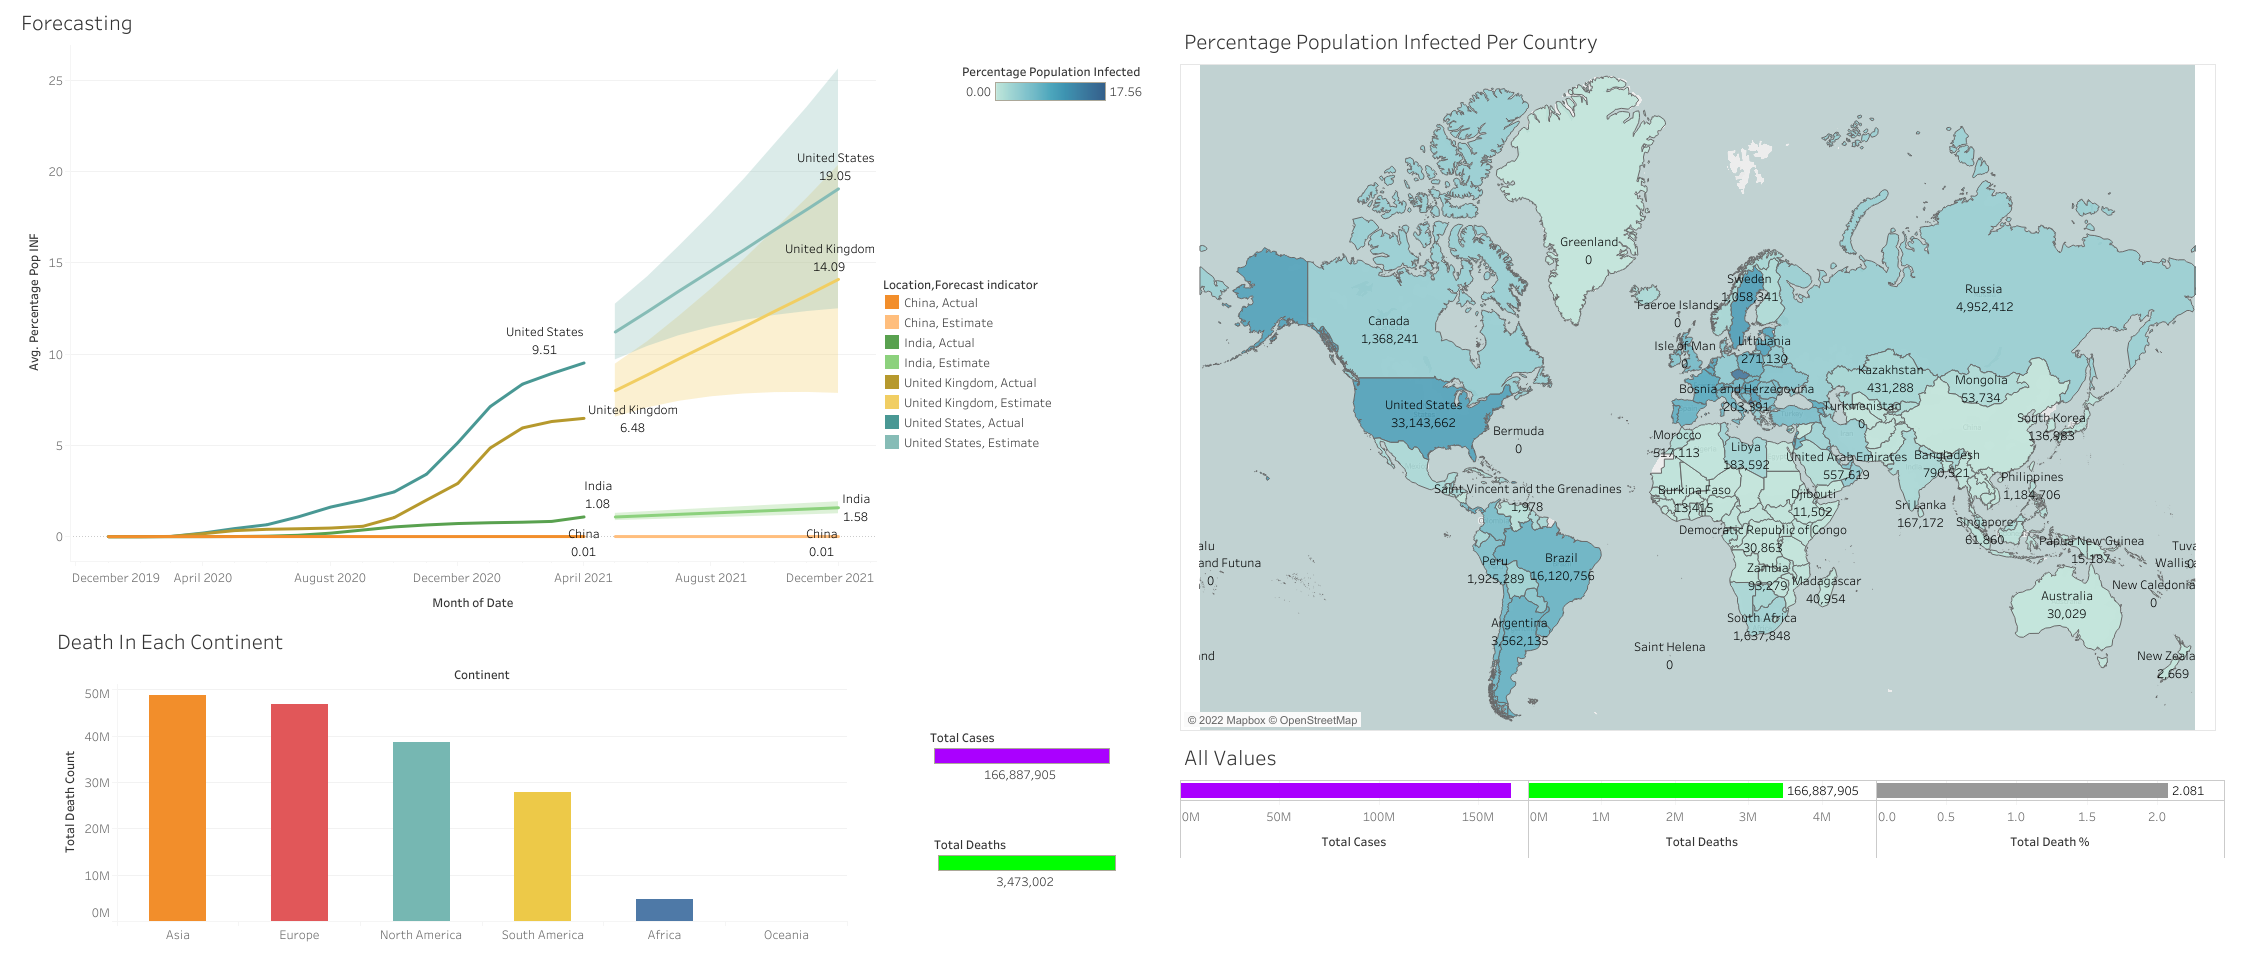 Forecasting
25
20
15
10
5
0
Avg. Percentage Pop INF
United States
19.05
United Kingdom
14.09
United States
9.51
United Kingdom
6.48
India
1.08
India
1.58
China
0.01
China
0.01
December 2019
April 2020
August 2020
December 2020
April 2021
August 2021
December 2021
Month of Date
Percentage Population Infected
0.00
17.56
Location,Forecast indicator
China, Actual
China, Estimate
India, Actual
India, Estimate
United Kingdom, Actual
United Kingdom, Estimate
United States, Actual
United States, Estimate
Death In Each Continent
Continent
50M
40M
30M
20M
10M
0M
Total Death Count
Asia
Europe
North America
South America
Africa
Oceania
Total Cases
166,887,905
Total Deaths
3,473,002
Percentage Population Infected Per Country
Greenland
0
Sweden
1,058,341
Russia
4,952,412
Faeroe Islands
0
Canada
1,368,241
Isle of Man
0
Lithuania
271,130
Kazakhstan
431,288
Mongolia
53,734
Bosnia and Herzegovina
203,391
United States
33,143,662
Turkmenistan
0
South Korea
136,983
Bermuda
0
Morocco
517,113
Libya
183,592
United Arab Emirates
557,619
Bangladesh
790,521
Saint Vincent and the Grenadines
1,978
Burkina Faso
13,415
Djibouti
11,502
Philippines
1,184,706
Sri Lanka
167,172
Singapore
61,860
Democratic Republic of Congo
30,863
Papua New Guinea
15,187
alu
Tuva
and Futuna
0
Wallis a
0
Brazil
16,120,756
Peru
1,925,289
Zambia
93,279
Madagascar
40,954
New Caledonia
0
Australia
30,029
Argentina
3,562,135
South Africa
1,637,848
Saint Helena
0
and
New Zeala
2,669
© 2022 Mapbox © OpenStreetMap
All Values
166,887,905
2.081
0M
50M
100M
150M
0M
1M
2M
3M
4M
0.0
0.5
1.0
1.5
2.0
Total Cases
Total Deaths
Total Death %